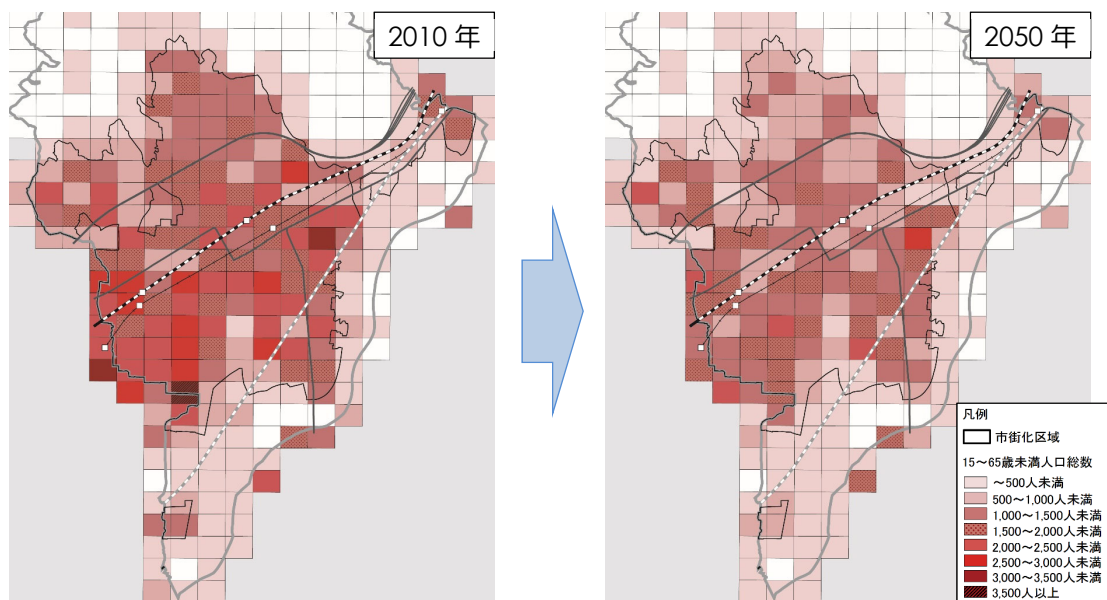 2010 年
2050 年
凡例
市街化区域
15～65歳未満人口総数
～500人未満
500～1,000人未満
1,000～1,500人未満
1,500～2,000人未満
2,000～2,500人未満
2,500～3,000人未満
3,000～3,500人未満
3,500人以上